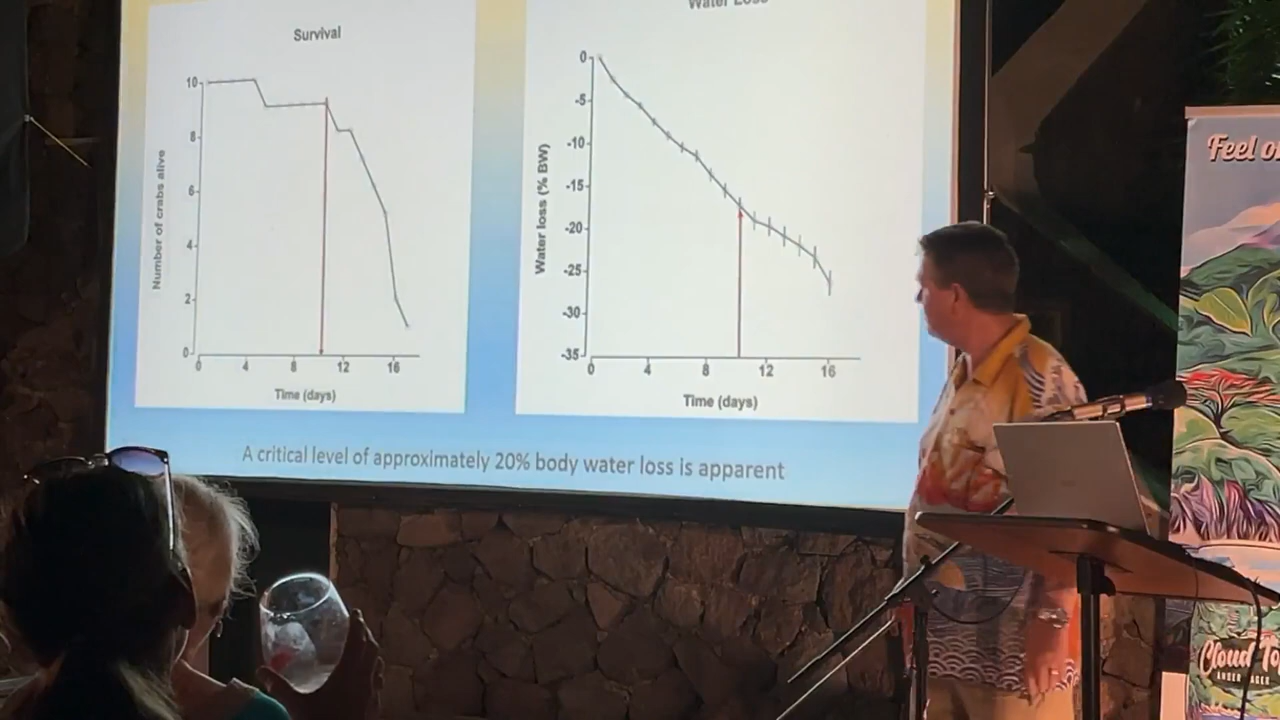 Survival
Number of crabs alive
10
8
6
4
2
0
0 4 8 12 16
Time (days)
Water Loss
Water loss (% BW)
0
-5
-10
-15
-20
-25
-30
-35
0 4 8 12 16
Time (days)
A critical level of approximately 20% body water loss is apparent
Feel
Cloud